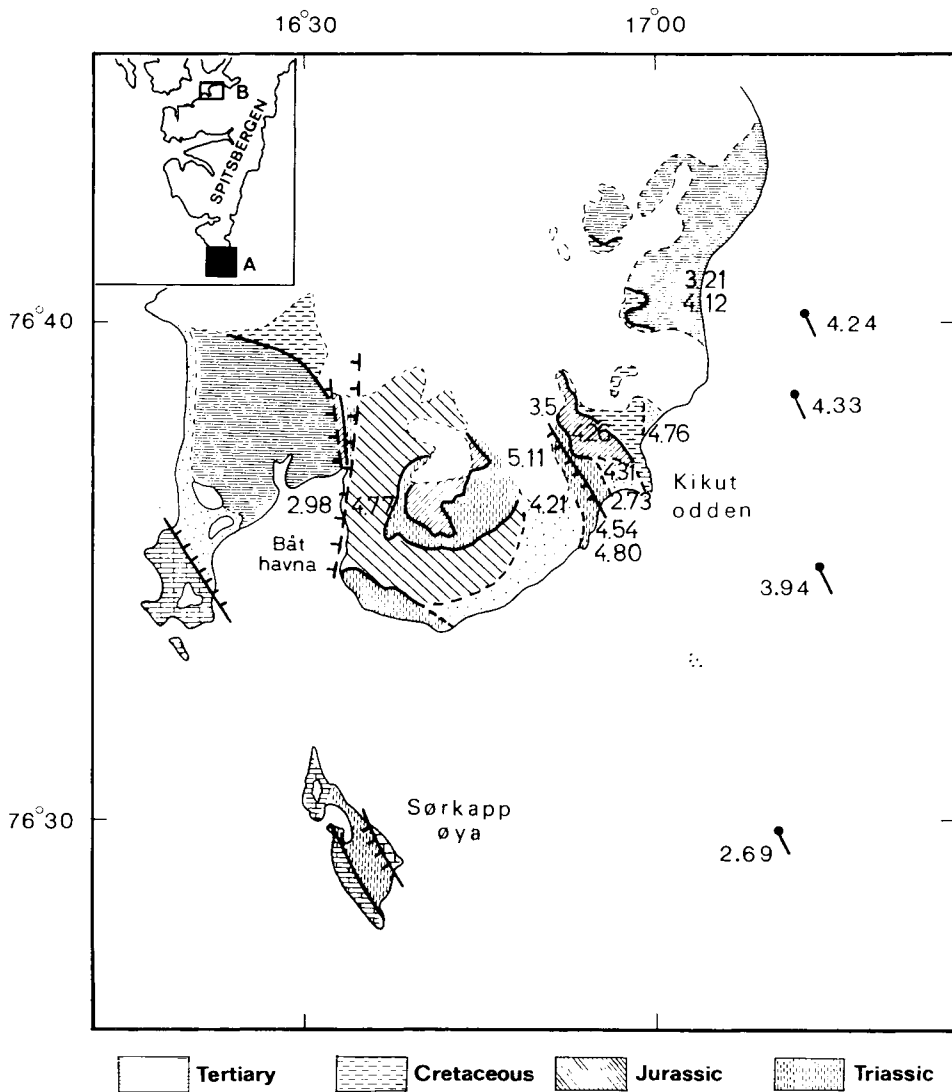 16°30
17°00
B
SPITSBERGEN
A
3.21
4.12
76°40
4.24
4.33
3.5
4.26
4.76
5.11
4.31
Kikut
odden
2.98
4.77
4.21
2.73
4.54
4.80
Båt
havna
3.94
Sørkapp
øya
76°30
2.69
Tertiary
Cretaceous
Jurassic
Triassic